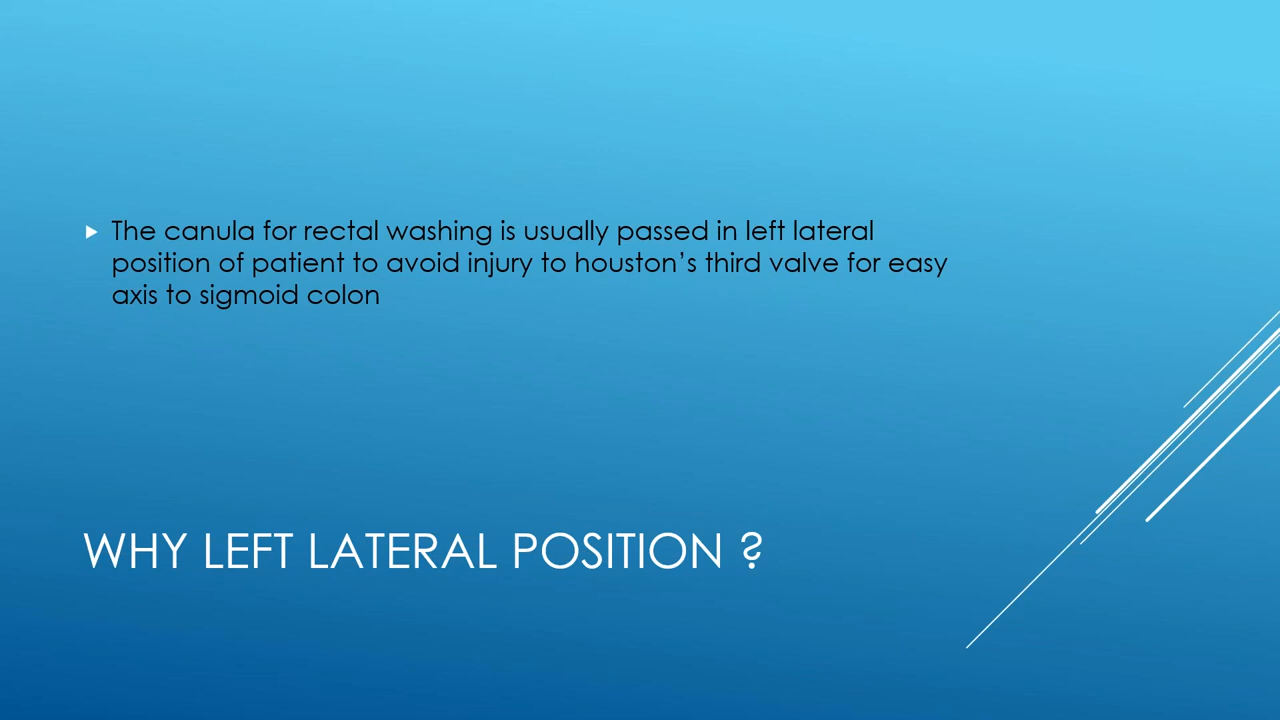 The canula for rectal washing is usually passed in left lateral
position of patient to avoid injury to houston’s third valve for easy
axis to sigmoid colon
WHY LEFT LATERAL POSITION ?